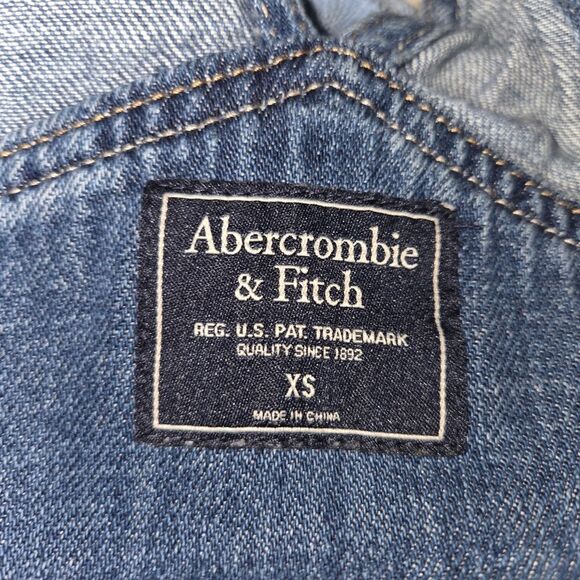 Abercrombie
& Fitch
REG. U.S. PAT. TRADEMARK
QUALITY SINCE 1892
XS
MADE IN CHINA